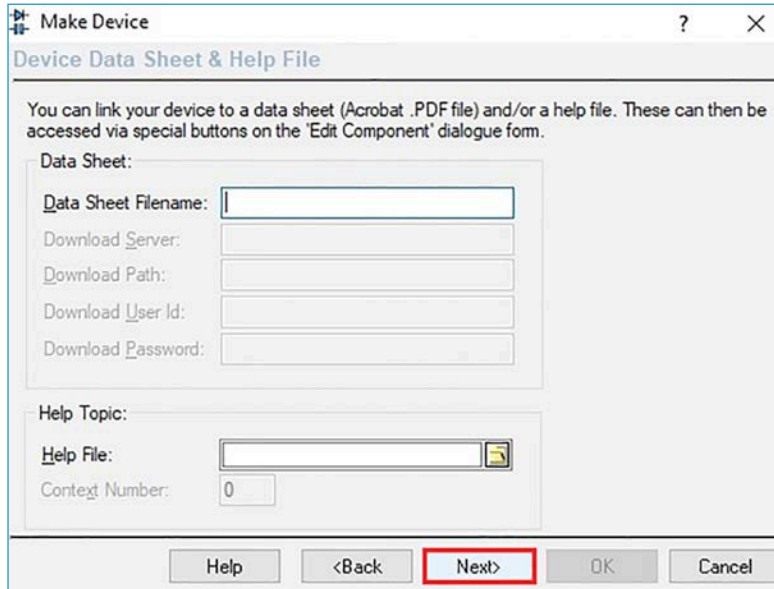 Make Device ?
Device Data Sheet & Help File
You can link your device to a data sheet (Acrobat .PDF file) and/or a help file. These can then be
accessed via special buttons on the 'Edit Component' dialogue form.
Data Sheet:
Data Sheet Filename:
Download Server:
Download Path:
Download User Id:
Download Password:
Help Topic:
Help File:
Context Number: 0
Help <Back Next> OK Cancel